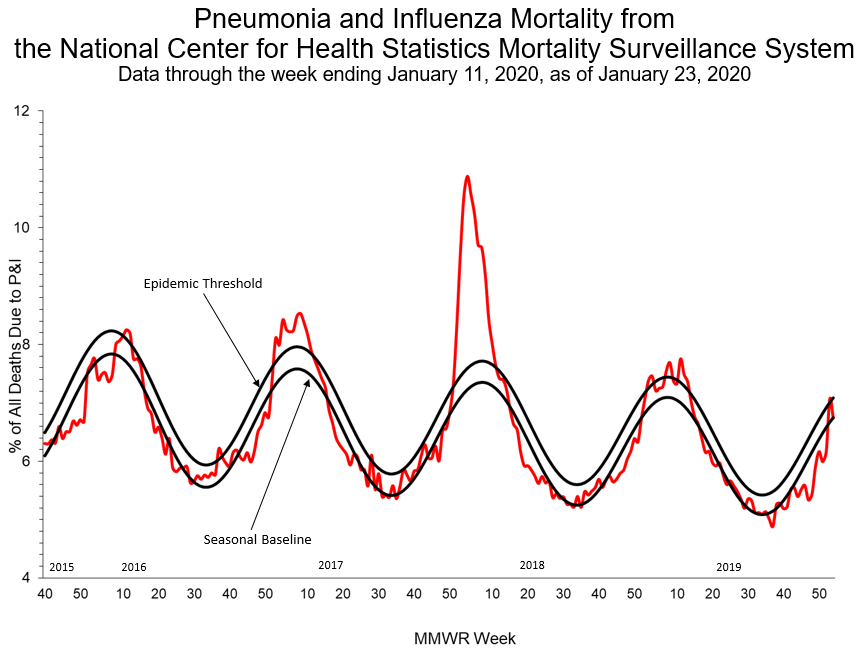 Pneumonia and Influenza Mortality from
the National Center for Health Statistics Mortality Surveillance System
Data through the week ending January 11, 2020, as of January 23, 2020
12
10
8
6
4
% of All Deaths Due to P&I
Epidemic Threshold
Seasonal Baseline
2015 2016 2017 2018 2019
40 50 10 20 30 40 50 10 20 30 40 50 10 20 30 40 50 10 20 30 40 50
MMWR Week